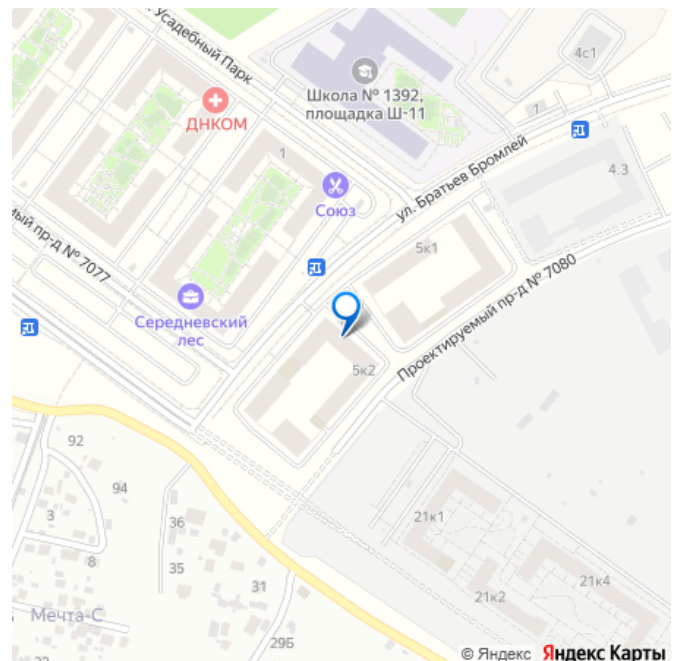 Усадебный Парк
4с1
Школа № 1392,
площадка Ш-11
ДНКОМ
1
1
4.3
Союз
ул. Братьев Бромлей
5к1
мый пр-д № 7077
Проектируемый пр-д № 7080
Середневский
лес
5к2
92
94
3
36
21к1
8
35
21к4
31
21к2
Мечта-С
29Б
© Яндекс Яндекс Карты